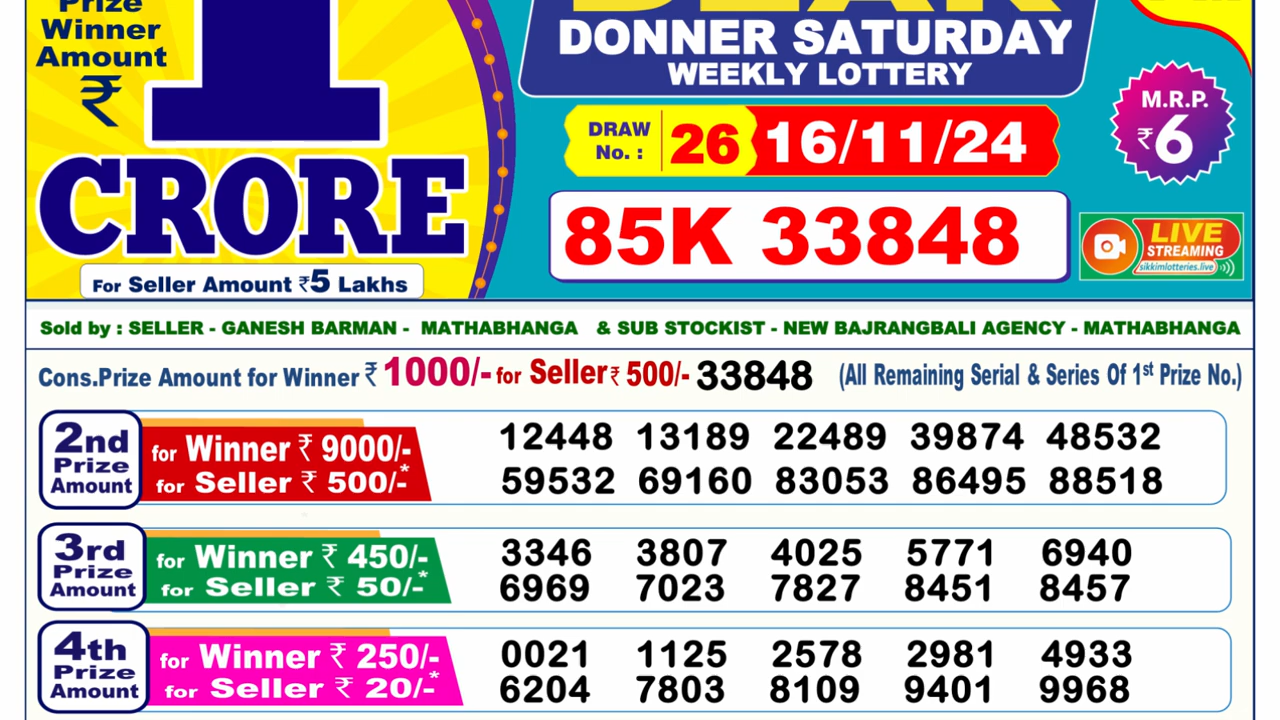 Prize
Winner
Amount
₹
1
CRORE
For Seller Amount ₹5 Lakhs
DEAR
DONNER SATURDAY
WEEKLY LOTTERY
DRAW No. : 26 16/11/24
M.R.P.
₹6
85K 33848
LIVE
STREAMING
sikkimlotteries.live
Sold by : SELLER - GANESH BARMAN - MATHABHANGA & SUB STOCKIST - NEW BAJRANGBALI AGENCY - MATHABHANGA
Cons.Prize Amount for Winner ₹ 1000/- for Seller ₹ 500/- 33848 (All Remaining Serial & Series Of 1st Prize No.)
2nd
Prize
Amount
for Winner ₹ 9000/-
for Seller ₹ 500/-*
12448 13189 22489 39874 48532
59532 69160 83053 86495 88518
3rd
Prize
Amount
for Winner ₹ 450/-
for Seller ₹ 50/-*
3346 3807 4025 5771 6940
6969 7023 7827 8451 8457
4th
Prize
Amount
for Winner ₹ 250/-
for Seller ₹ 20/-*
0021 1125 2578 2981 4933
6204 7803 8109 9401 9968